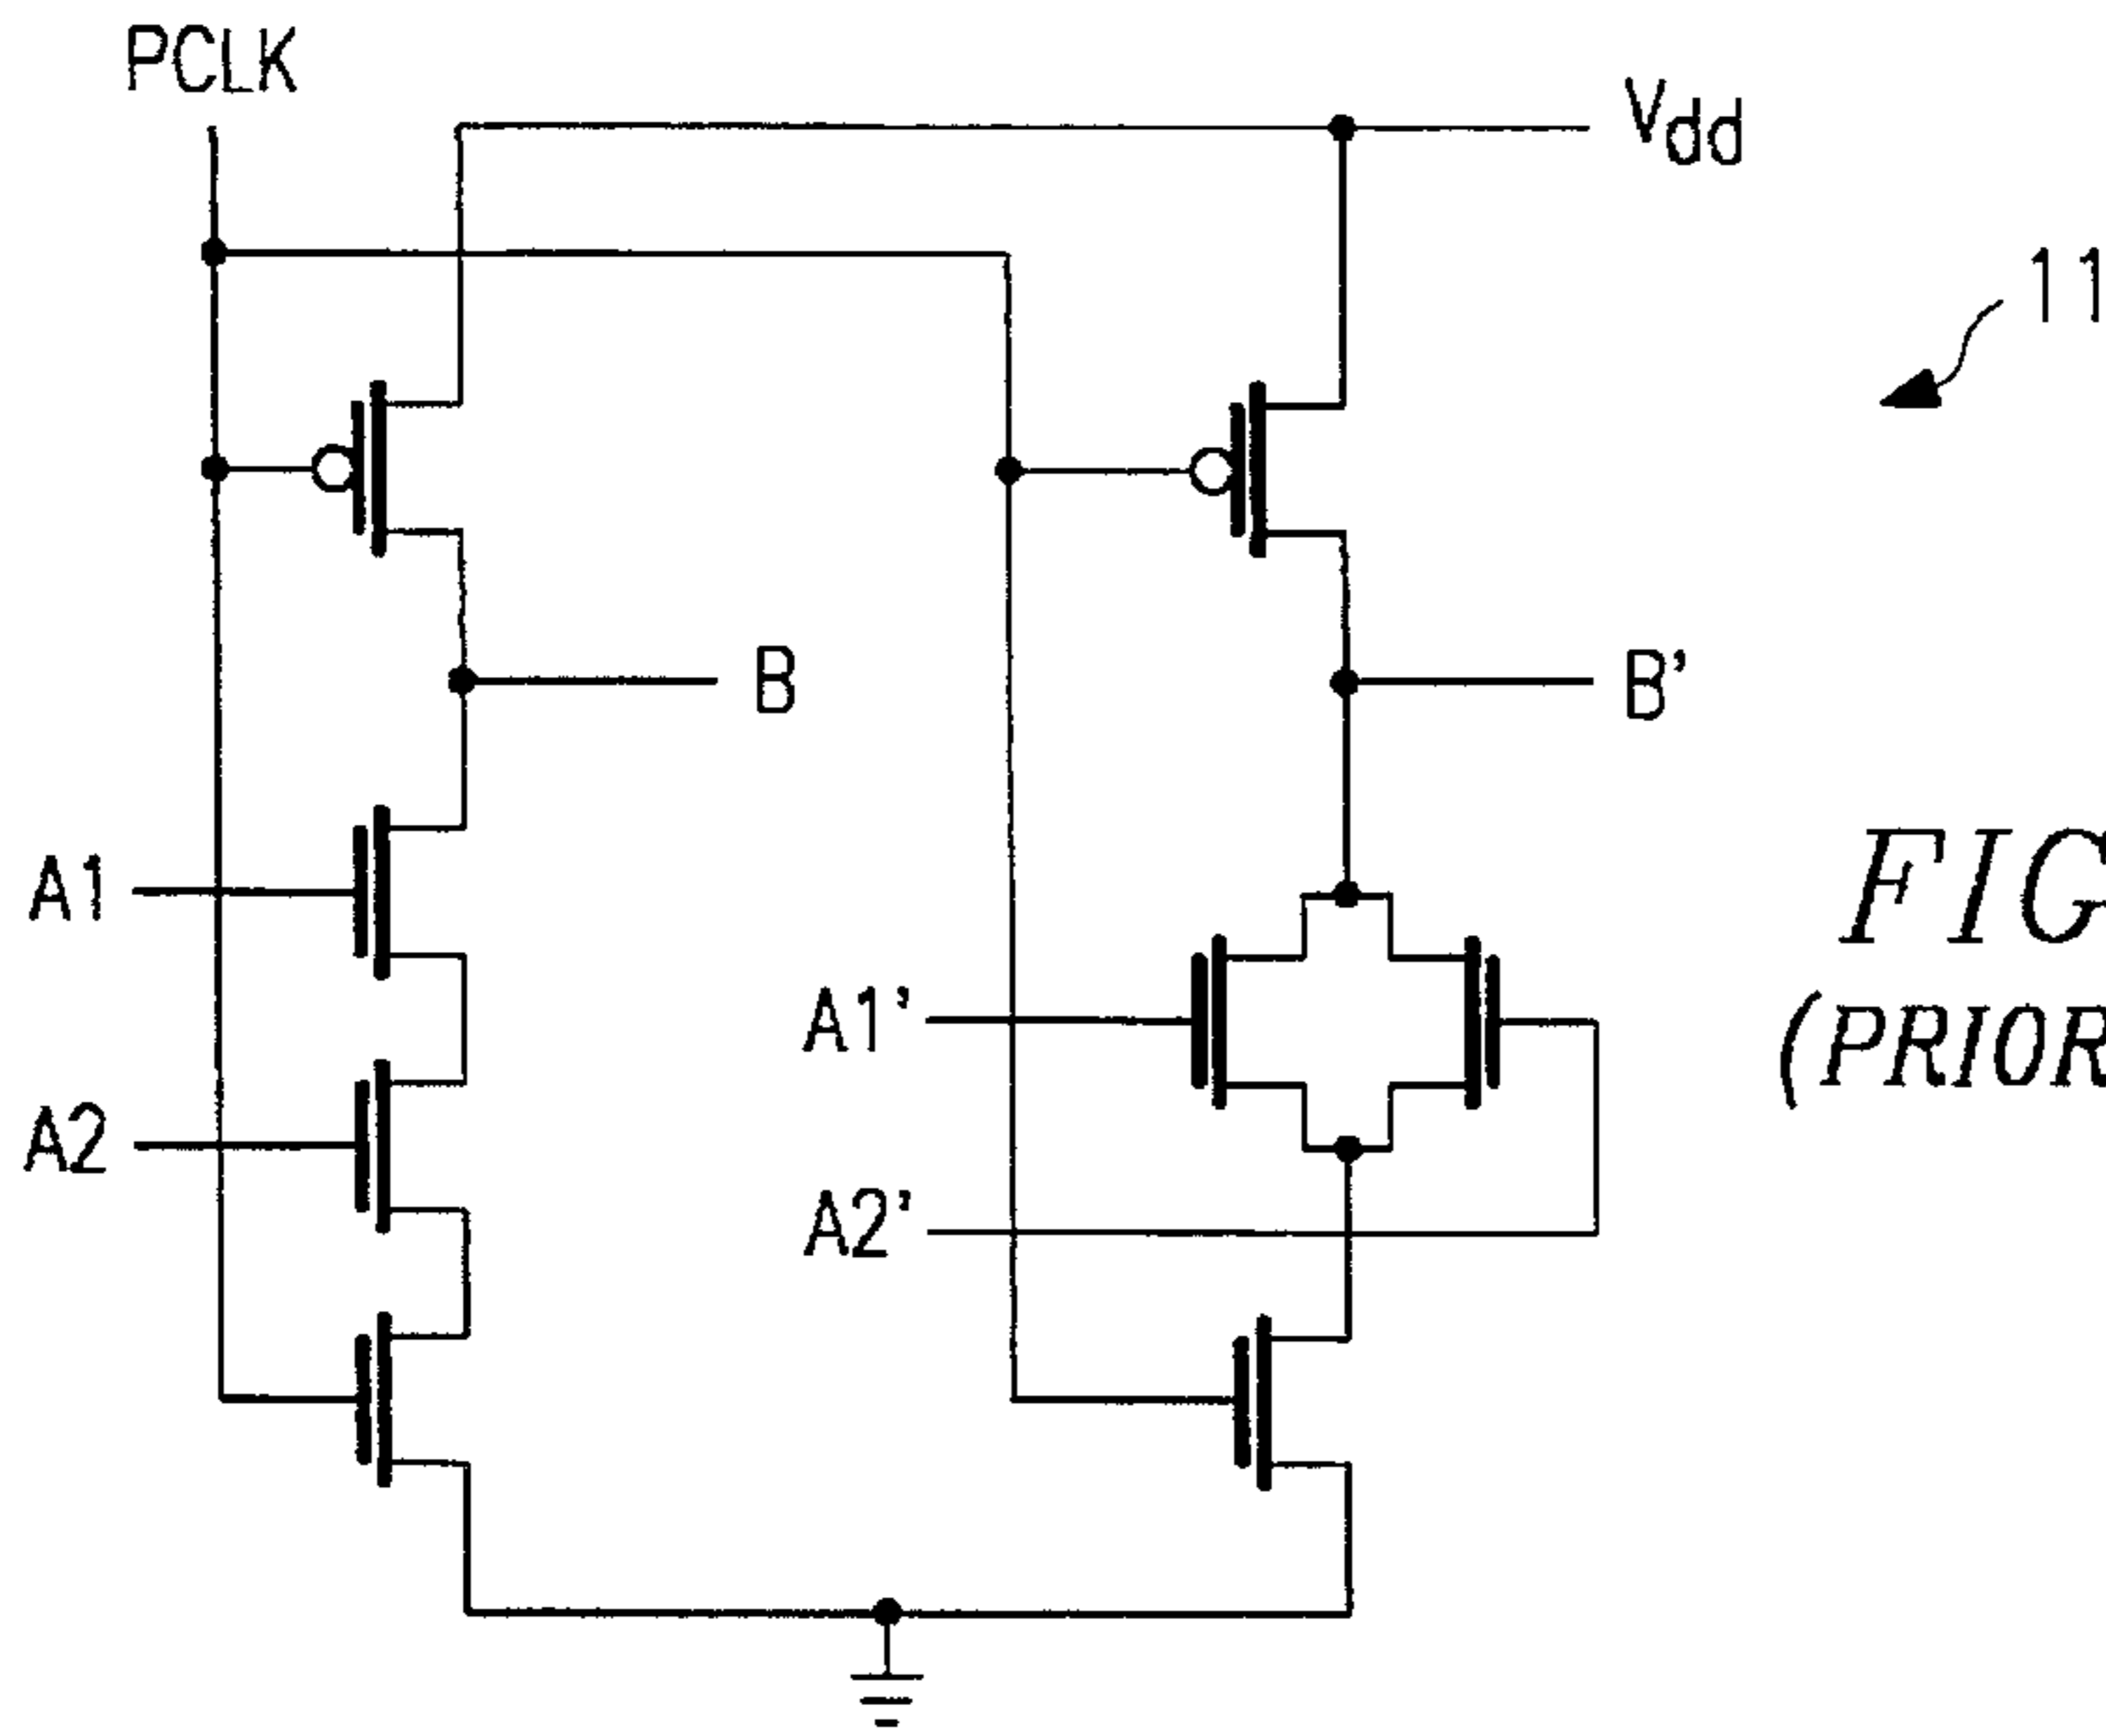 PCLK
Vdd
11
B
B'
A1
A1'
A2
A2'
FIG
(PRIOR